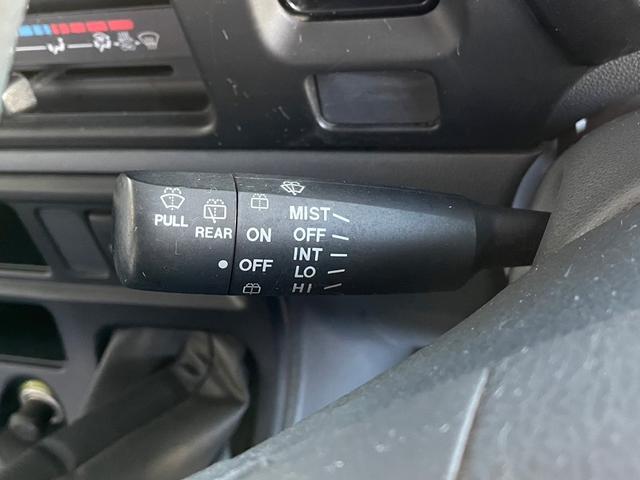 PULL
REAR
ON
OFF
MIST
OFF
INT
LO
HI